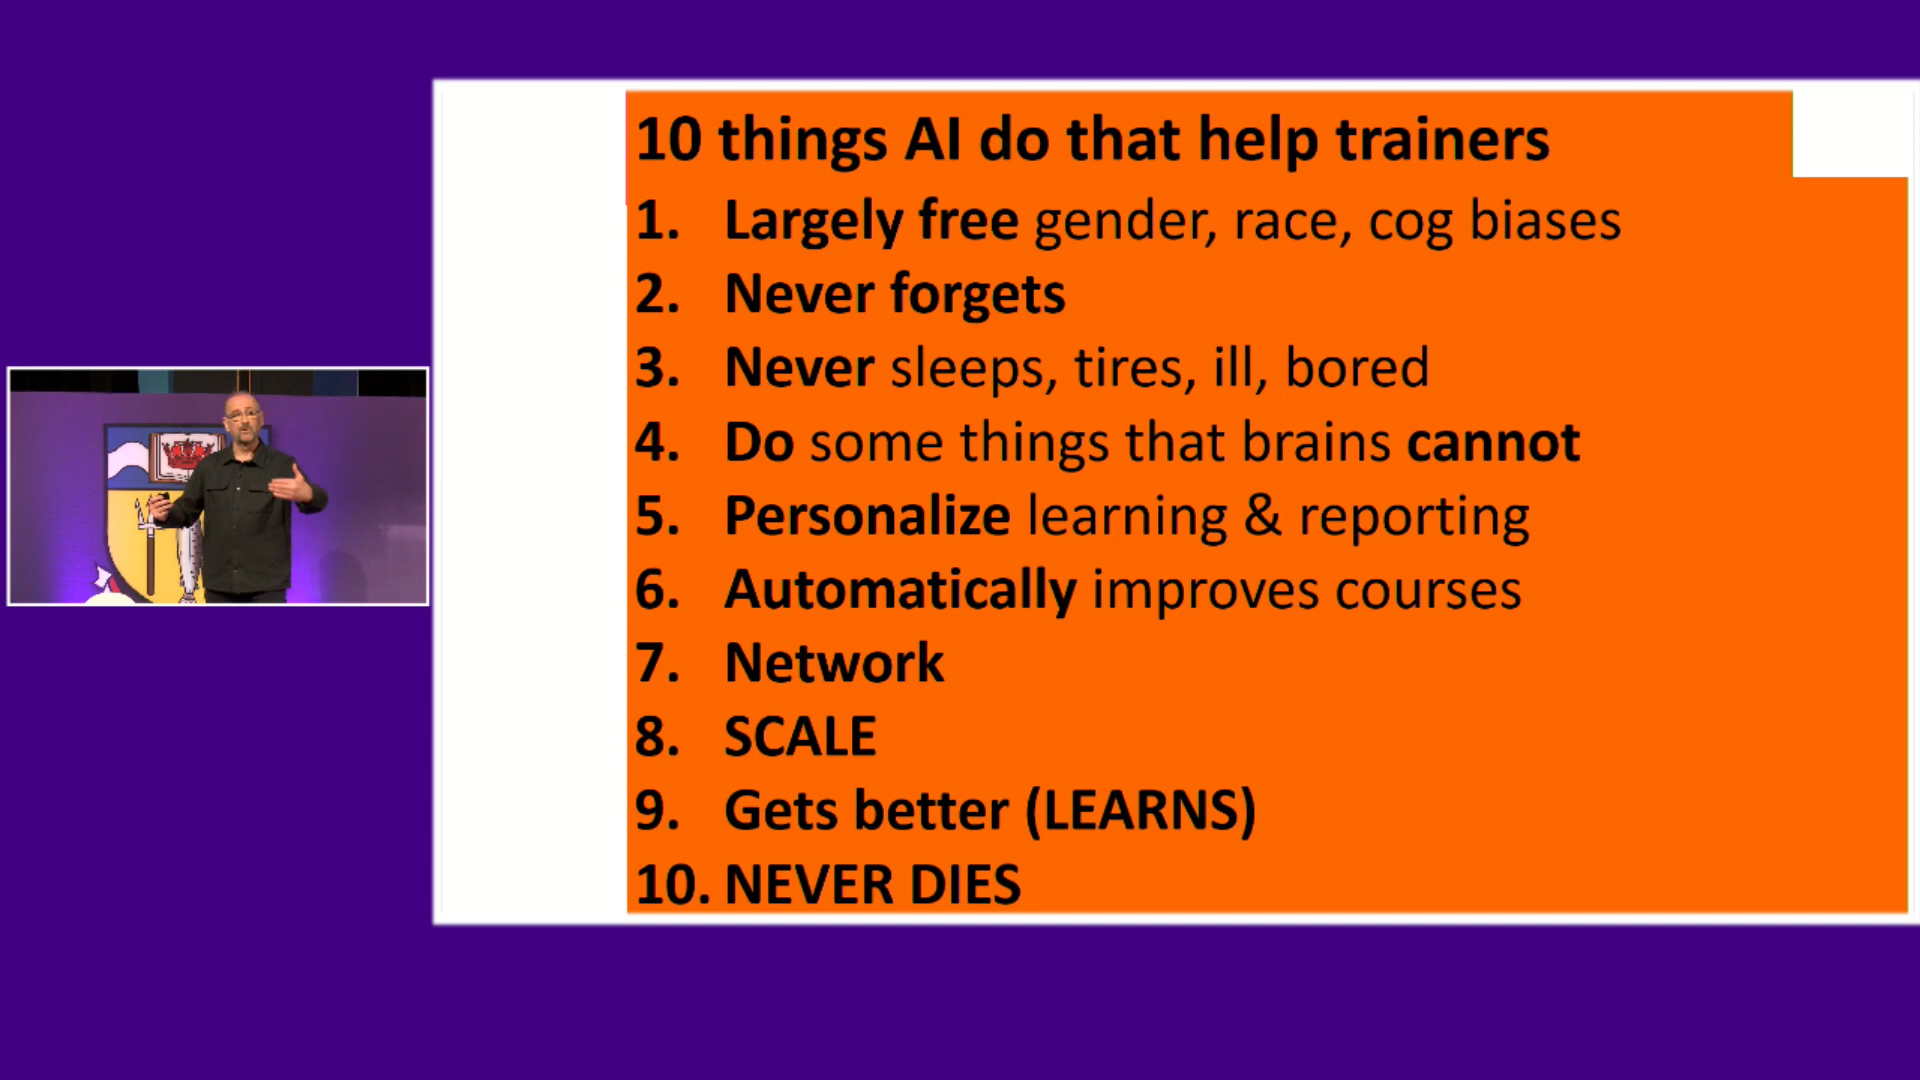 10 things AI do that help trainers
1. Largely free gender, race, cog biases
2. Never forgets
3. Never sleeps, tires, ill, bored
4. Do some things that brains cannot
5. Personalize learning & reporting
6. Automatically improves courses
7. Network
8. SCALE
9. Gets better (LEARNS)
10. NEVER DIES